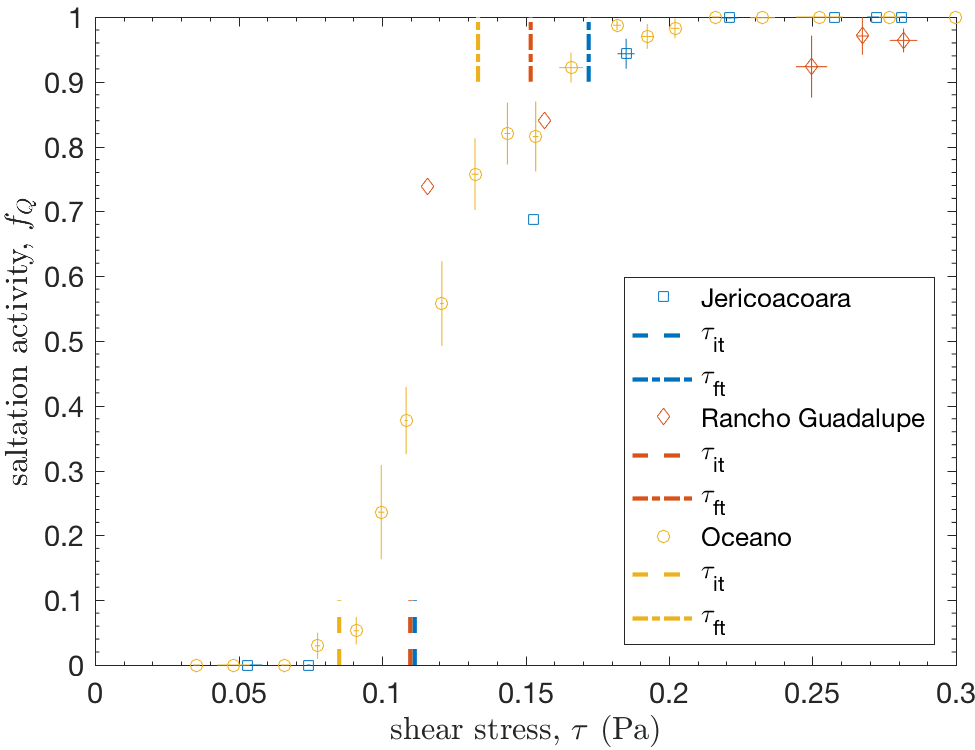 1
0.9
0.8
0.7
0.6
0.5
0.4
0.3
0.2
0.1
0
saltation activity, f_Q
Jericoacoara
τ_it
τ_ft
Rancho Guadalupe
τ_it
τ_ft
Oceano
τ_it
τ_ft
0 0.05 0.1 0.15 0.2 0.25 0.3
shear stress, τ (Pa)